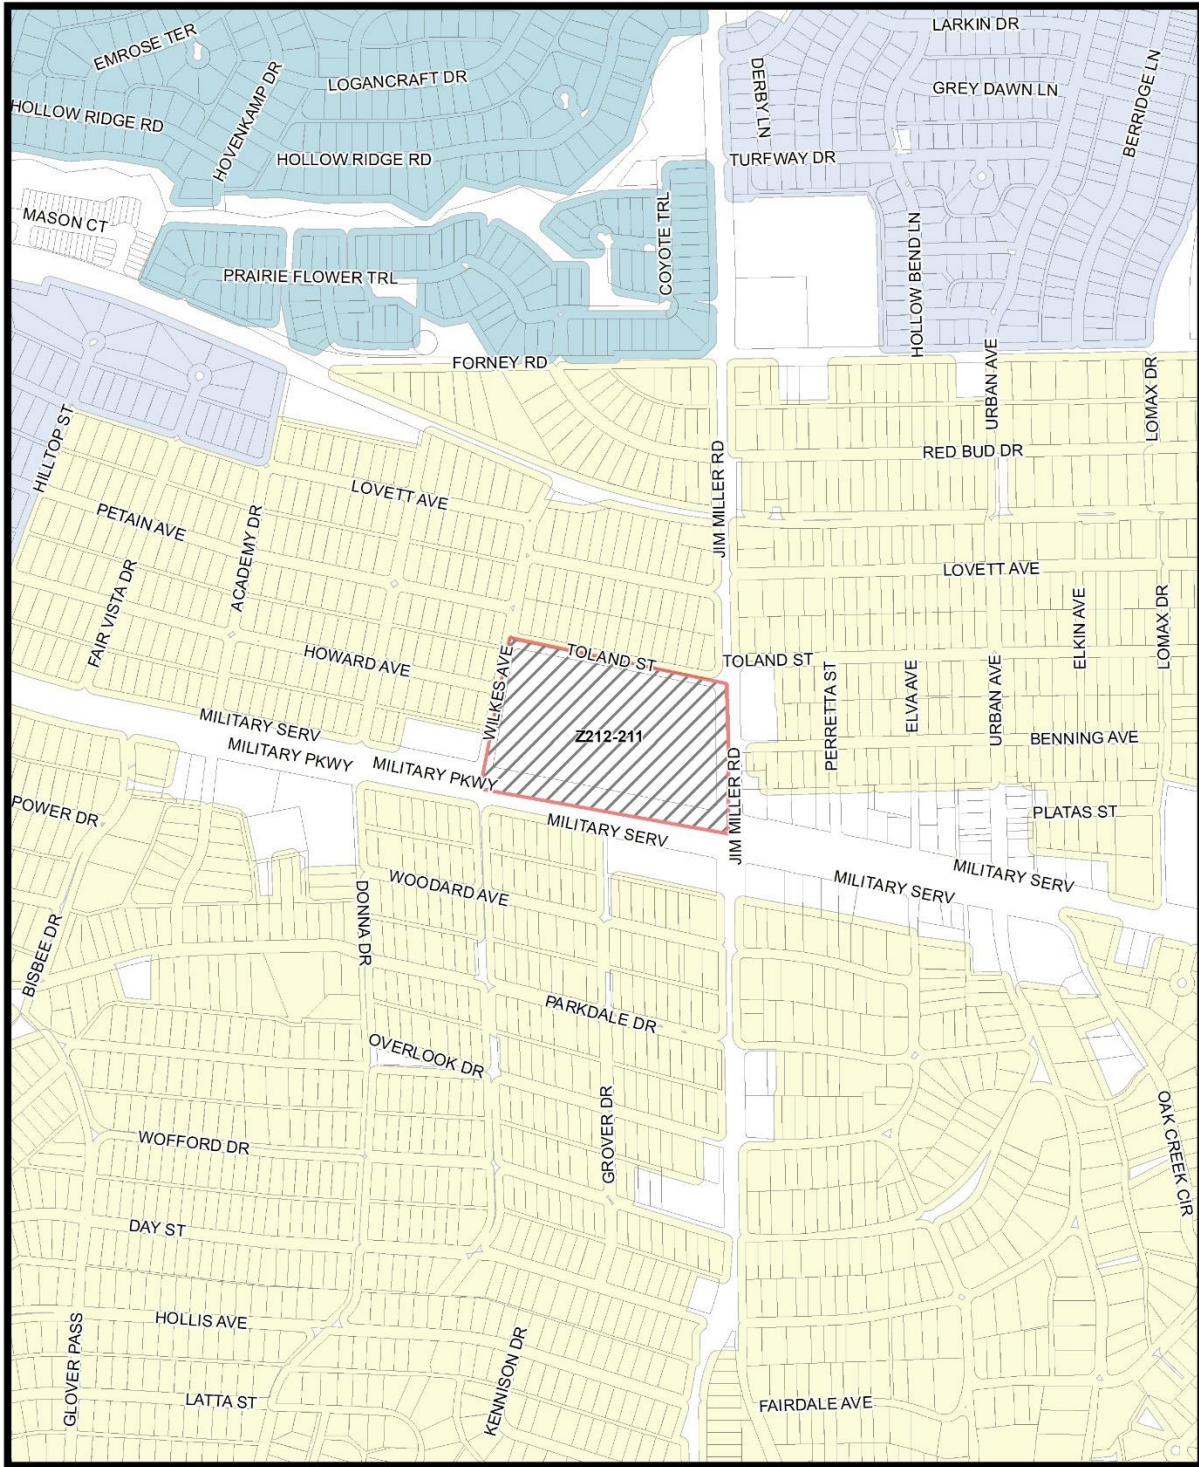 LARKIN DR
EMROSE TER
LOGANCRAFT DR
DERBY LN
GREY DAWN LN
BERRIDGE LN
HOLLOW RIDGE RD
HOVENKAMP DR
HOLLOW RIDGE RD
TURFWAY DR
MASON CT
COYOTE TRL
PRAIRIE FLOWER TRL
HOLLOW BEND LN
FORNEY RD
URBAN AVE
LOMAX DR
HILLTOP ST
RED BUD DR
LOVETT AVE
JIM MILLER RD
PETAIN AVE
ACADEMY DR
LOVETT AVE
FAIR VISTA DR
ELKIN AVE
LOMAX DR
HOWARD AVE
WILKES AVE
TOLAND ST
TOLAND ST
PERRETTA ST
ELVA AVE
URBAN AVE
MILITARY SERV
Z212-211
BENNING AVE
MILITARY PKWY
MILITARY PKWY
JIM MILLER RD
POWER DR
MILITARY SERV
PLATAS ST
MILITARY SERV
MILITARY SERV
WOODARD AVE
DONNA DR
BISBEE DR
PARKDALE DR
OVERLOOK DR
GROVER DR
WOFFORD DR
OAK CREEK CIR
DAY ST
HOLLIS AVE
GLOVER PASS
KENNISON DR
LATTA ST
FAIRDALE AVE